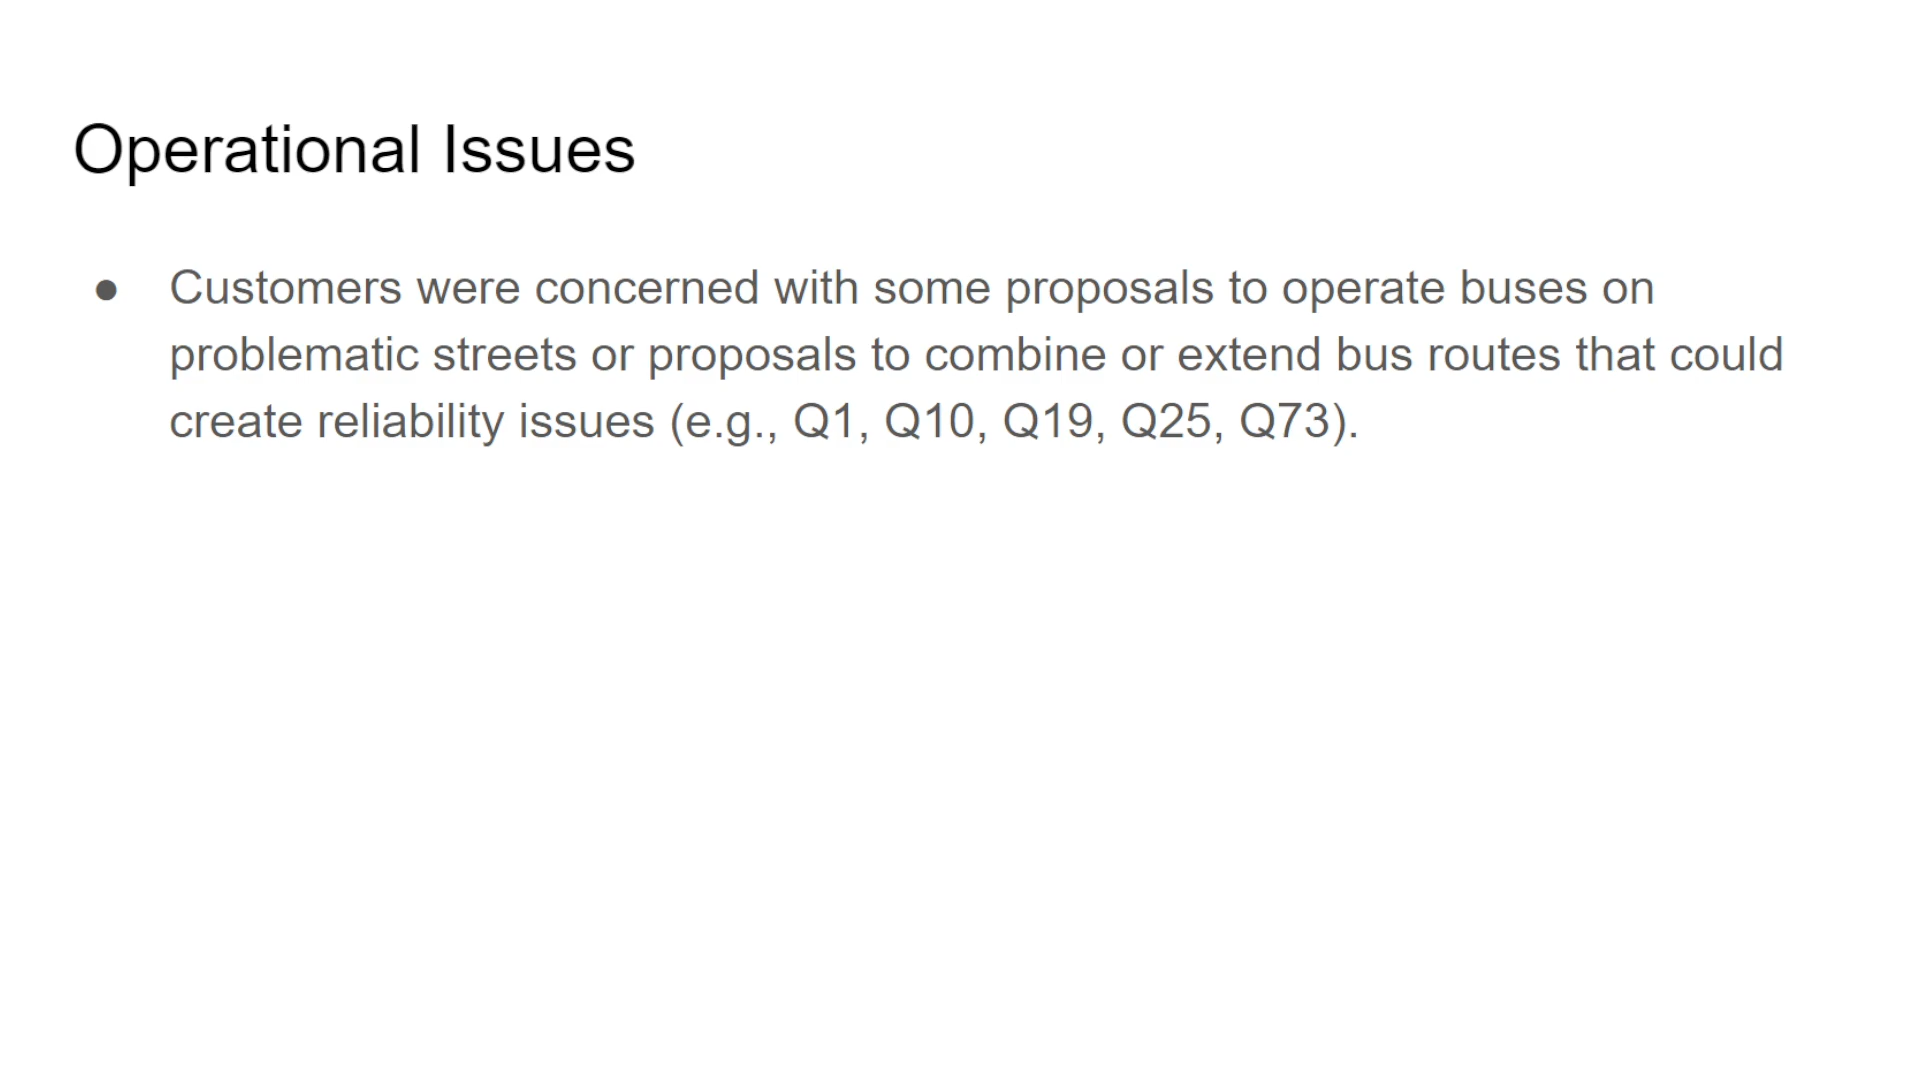 Operational Issues
● Customers were concerned with some proposals to operate buses on
problematic streets or proposals to combine or extend bus routes that could
create reliability issues (e.g., Q1, Q10, Q19, Q25, Q73).